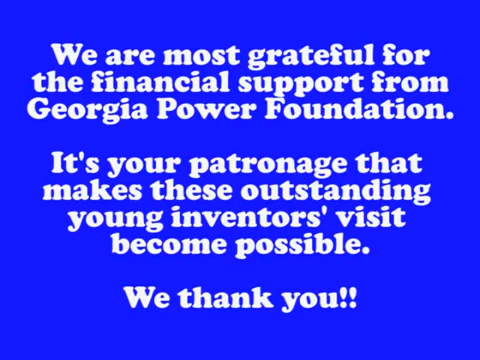 We are most grateful for
the financial support from
Georgia Power Foundation.
It's your patronage that
makes these outstanding
young inventors' visit
become possible.
We thank you!!